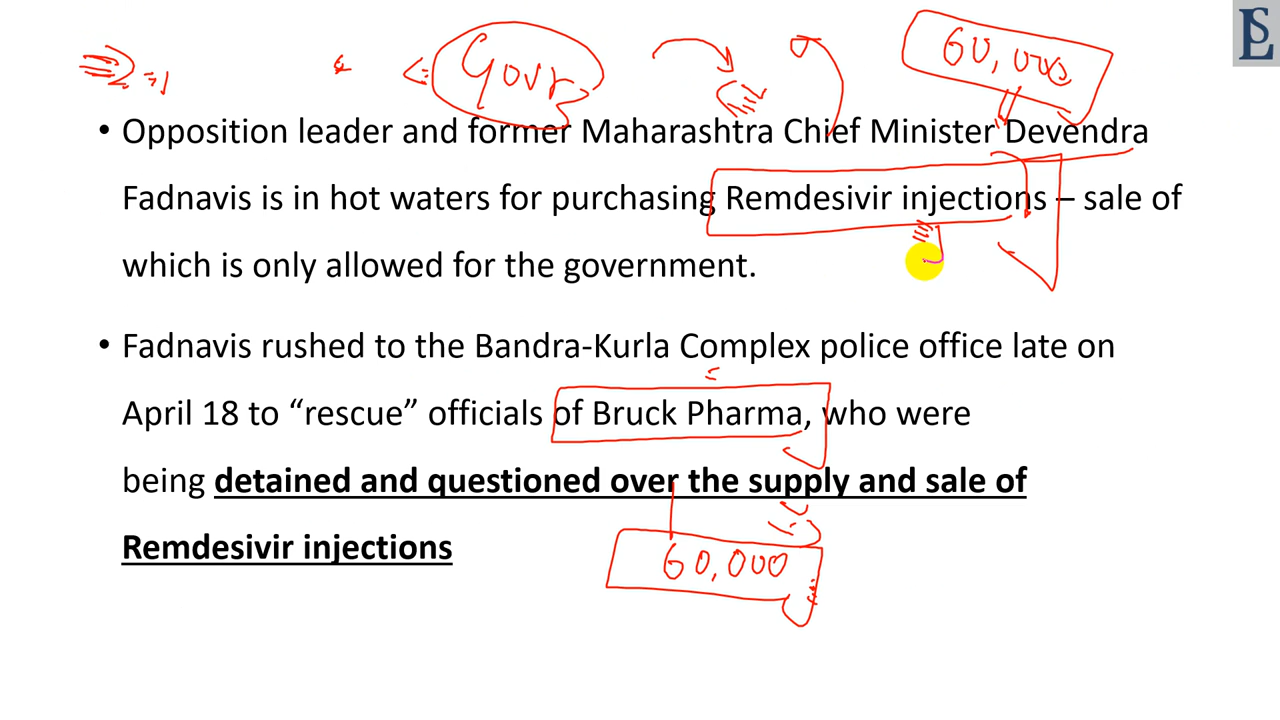 Govr
60,000
LS
• Opposition leader and former Maharashtra Chief Minister Devendra
Fadnavis is in hot waters for purchasing Remdesivir injections – sale of
which is only allowed for the government.
• Fadnavis rushed to the Bandra-Kurla Complex police office late on
April 18 to “rescue” officials of Bruck Pharma, who were
being detained and questioned over the supply and sale of
Remdesivir injections
60,000